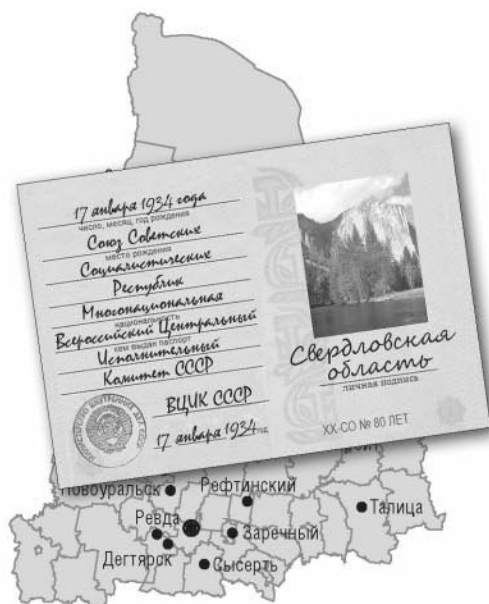 17 января 1934 года
число, месяц, год рождения
Союз Советских
место рождения
Социалистических
Республик
Многонациональная
национальность
Всероссийский Центральный
кем выдан паспорт
Исполнительный
Комитет СССР
ВЦИК СССР
17 января 1934 год
Свердловская
область
личная подпись
XX-СО № 80 ЛЕТ
Новоуральск
Рефтинский
Талица
Ревда
Заречный
Дегтярск
Сысерть